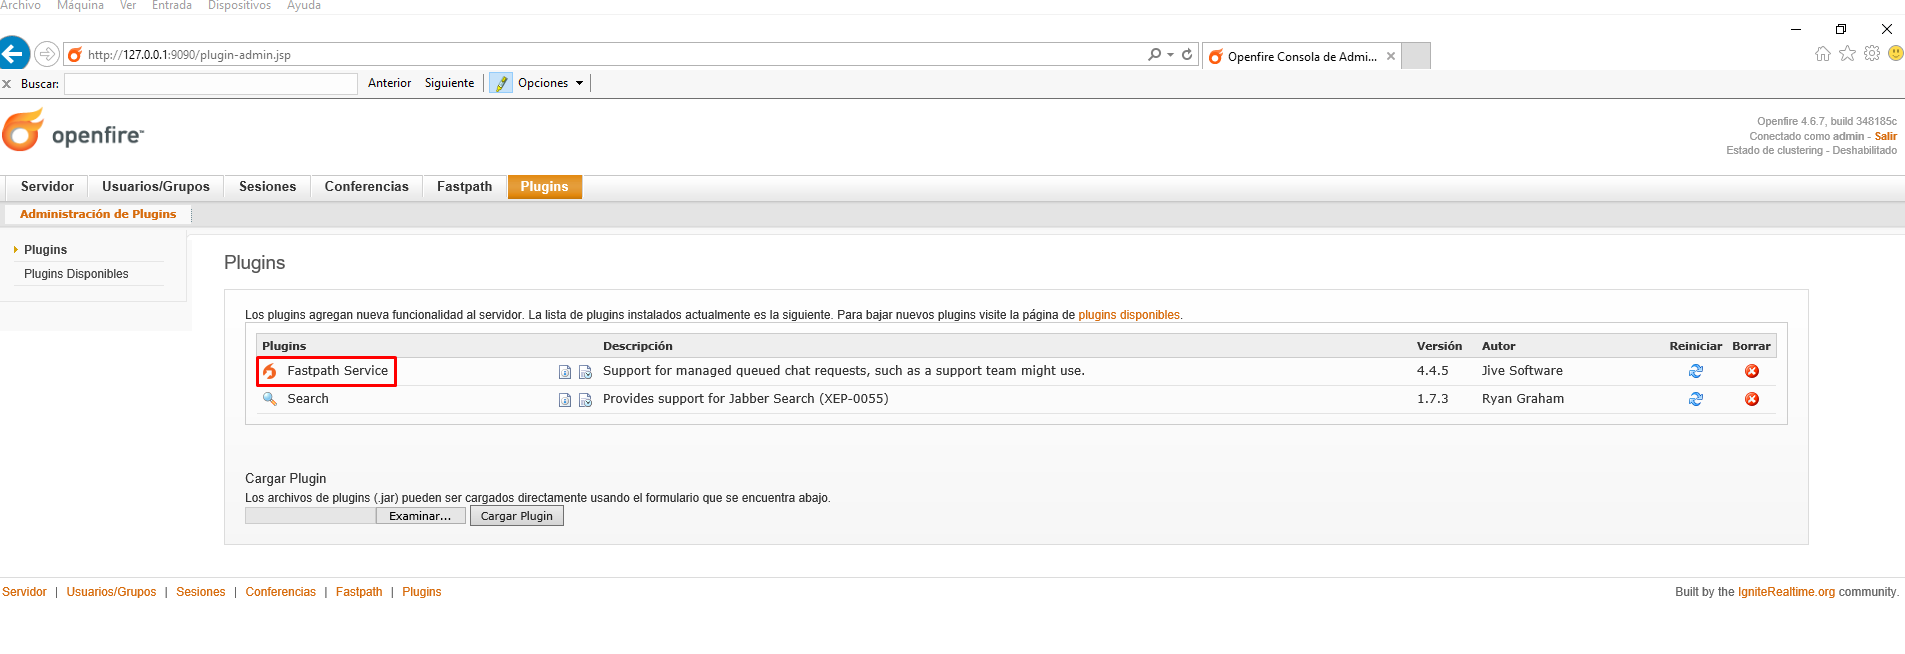 Archivo Máquina Ver Entrada Dispositivos Ayuda
http://127.0.0.1:9090/plugin-admin.jsp
Openfire Consola de Admi...
x Buscar: Anterior Siguiente Opciones
openfire™
Openfire 4.6.7, build 348185c
Conectado como admin - Salir
Estado de clustering - Deshabilitado
Servidor Usuarios/Grupos Sesiones Conferencias Fastpath Plugins
Administración de Plugins
Plugins
Plugins Disponibles
Plugins
Los plugins agregan nueva funcionalidad al servidor. La lista de plugins instalados actualmente es la siguiente. Para bajar nuevos plugins visite la página de plugins disponibles.
Plugins Descripción Versión Autor Reiniciar Borrar
Fastpath Service Support for managed queued chat requests, such as a support team might use. 4.4.5 Jive Software
Search Provides support for Jabber Search (XEP-0055) 1.7.3 Ryan Graham
Cargar Plugin
Los archivos de plugins (.jar) pueden ser cargados directamente usando el formulario que se encuentra abajo.
Examinar... Cargar Plugin
Servidor | Usuarios/Grupos | Sesiones | Conferencias | Fastpath | Plugins
Built by the IgniteRealtime.org community.